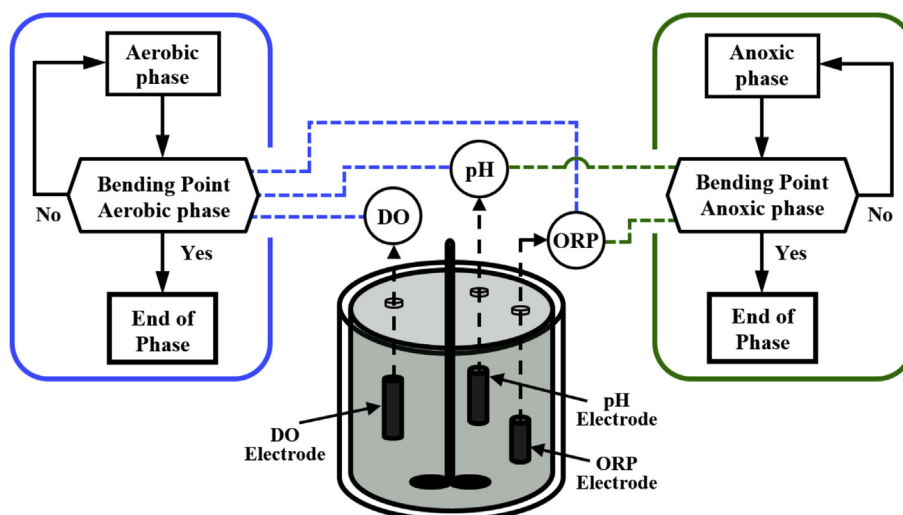 Aerobic
phase
Bending Point
Aerobic phase
No
Yes
End of
Phase
DO
pH
ORP
DO
Electrode
pH
Electrode
ORP
Electrode
Anoxic
phase
Bending Point
Anoxic phase
No
Yes
End of
Phase